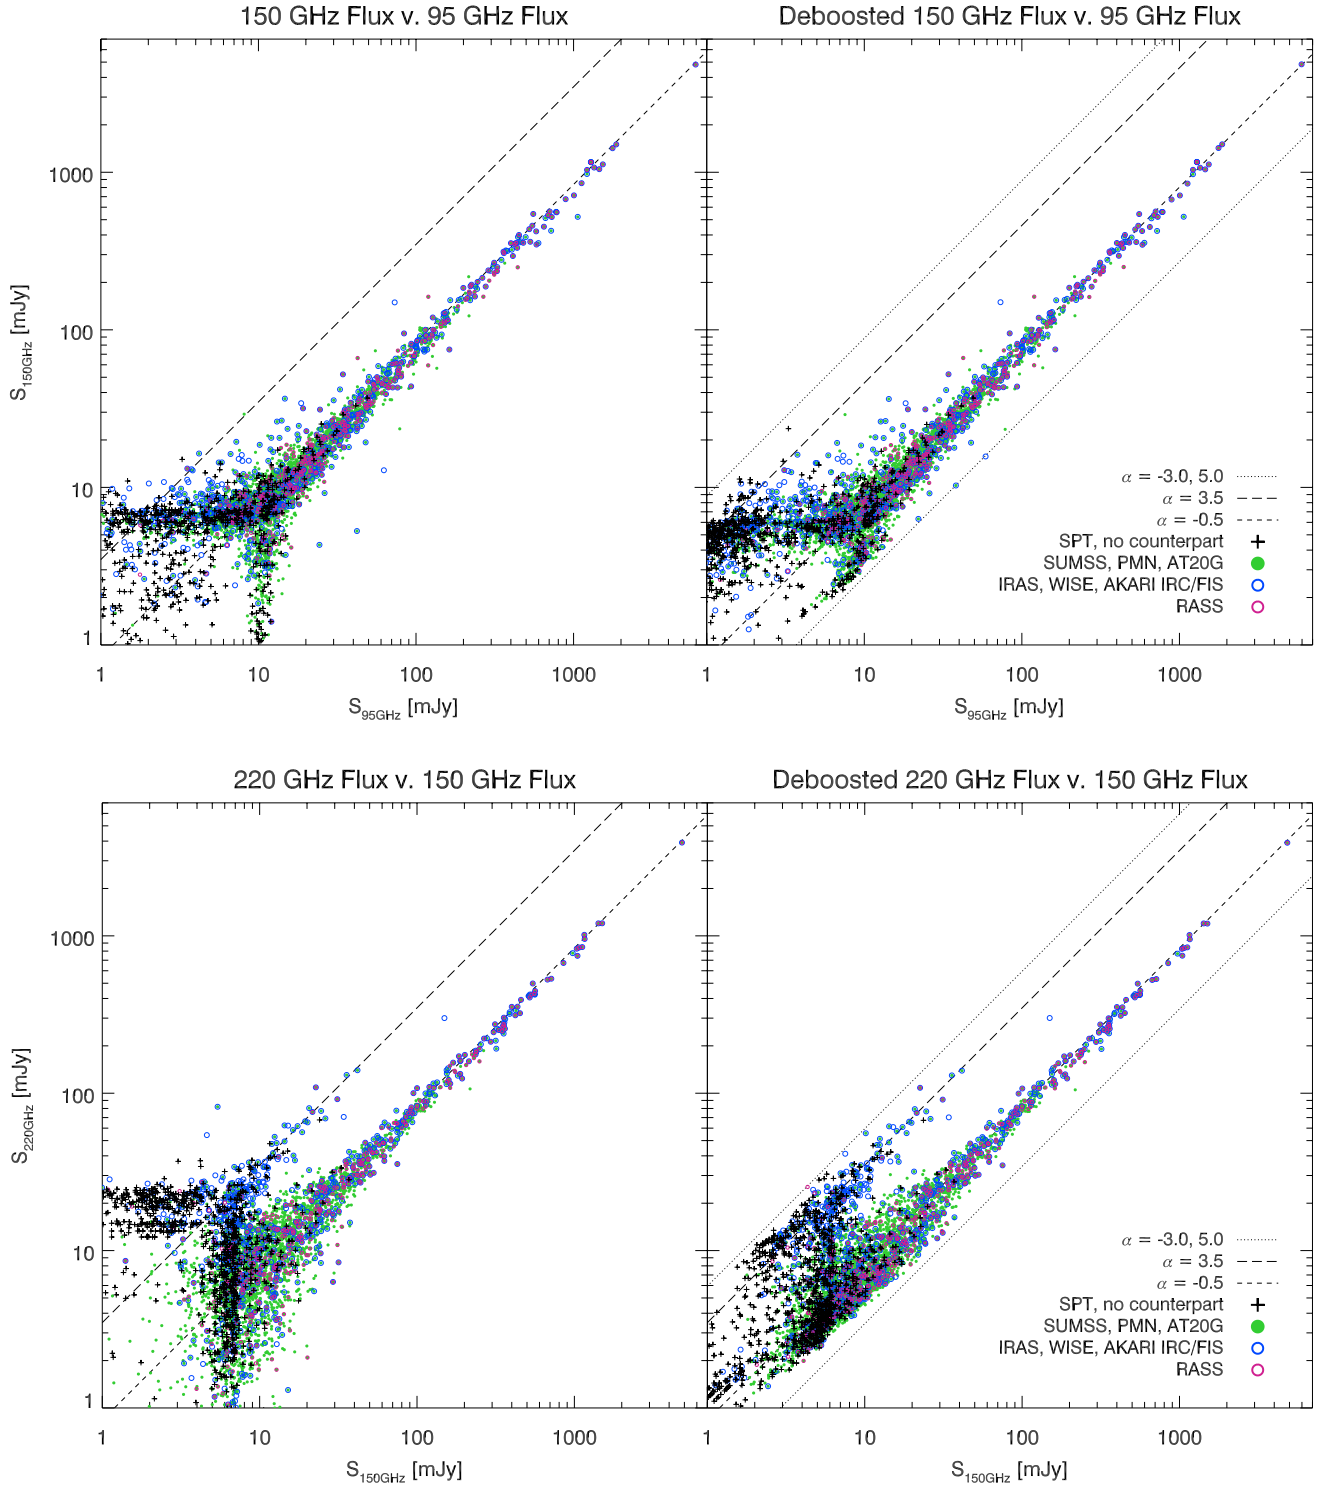 150 GHz Flux v. 95 GHz Flux
Deboosted 150 GHz Flux v. 95 GHz Flux
S150GHz [mJy]
1000
100
10
1
1 10 100 1000
S95GHz [mJy]
α = -3.0, 5.0
α = 3.5
α = -0.5
SPT, no counterpart
SUMSS, PMN, AT20G
IRAS, WISE, AKARI IRC/FIS
RASS
1 10 100 1000
S95GHz [mJy]
220 GHz Flux v. 150 GHz Flux
Deboosted 220 GHz Flux v. 150 GHz Flux
S220GHz [mJy]
1000
100
10
1
1 10 100 1000
S150GHz [mJy]
α = -3.0, 5.0
α = 3.5
α = -0.5
SPT, no counterpart
SUMSS, PMN, AT20G
IRAS, WISE, AKARI IRC/FIS
RASS
1 10 100 1000
S150GHz [mJy]